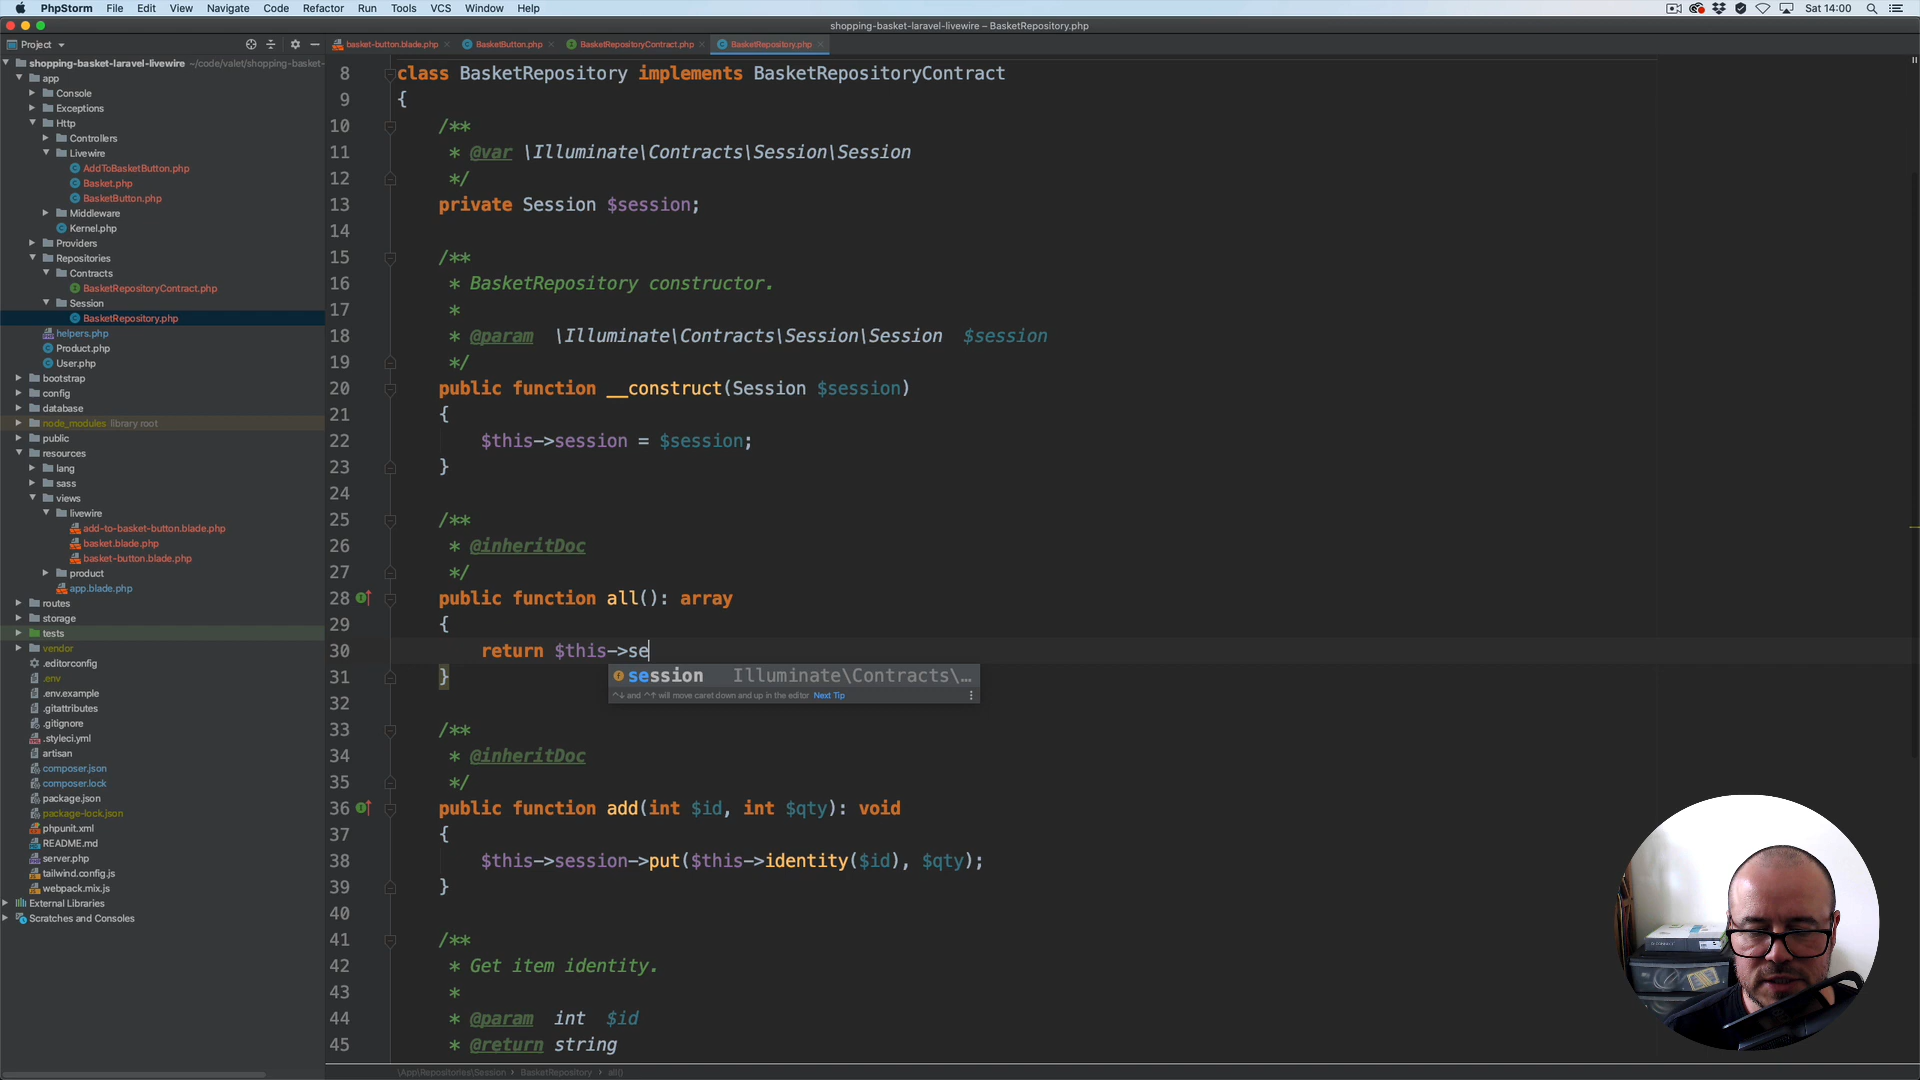 PhpStorm File Edit View Navigate Code Refactor Run Tools VCS Window Help
Sat 14:00
shopping-basket-laravel-livewire – BasketRepository.php
Project
basket-button.blade.php
BasketButton.php
BasketRepositoryContract.php
BasketRepository.php
shopping-basket-laravel-livewire ~/code/valet/shopping-basket-
app
Console
Exceptions
Http
Controllers
Livewire
AddToBasketButton.php
Basket.php
BasketButton.php
Middleware
Kernel.php
Providers
Repositories
Contracts
BasketRepositoryContract.php
Session
BasketRepository.php
helpers.php
Product.php
User.php
bootstrap
config
database
node_modules library root
public
resources
lang
sass
views
livewire
add-to-basket-button.blade.php
basket.blade.php
basket-button.blade.php
product
app.blade.php
routes
storage
tests
vendor
.editorconfig
.env
.env.example
.gitattributes
.gitignore
.styleci.yml
artisan
composer.json
composer.lock
package.json
package-lock.json
phpunit.xml
README.md
server.php
tailwind.config.js
webpack.mix.js
External Libraries
Scratches and Consoles
8 class BasketRepository implements BasketRepositoryContract
9 {
10 /**
11 * @var \Illuminate\Contracts\Session\Session
12 */
13 private Session $session;
14
15 /**
16 * BasketRepository constructor.
17 *
18 * @param \Illuminate\Contracts\Session\Session $session
19 */
20 public function __construct(Session $session)
21 {
22 $this->session = $session;
23 }
24
25 /**
26 * @inheritDoc
27 */
28 public function all(): array
29 {
30 return $this->se
31 }
session Illuminate\Contracts\…
^↓ and ^↑ will move caret down and up in the editor Next Tip
32
33 /**
34 * @inheritDoc
35 */
36 public function add(int $id, int $qty): void
37 {
38 $this->session->put($this->identity($id), $qty);
39 }
40
41 /**
42 * Get item identity.
43 *
44 * @param int $id
45 * @return string
\App\Repositories\Session › BasketRepository › all()